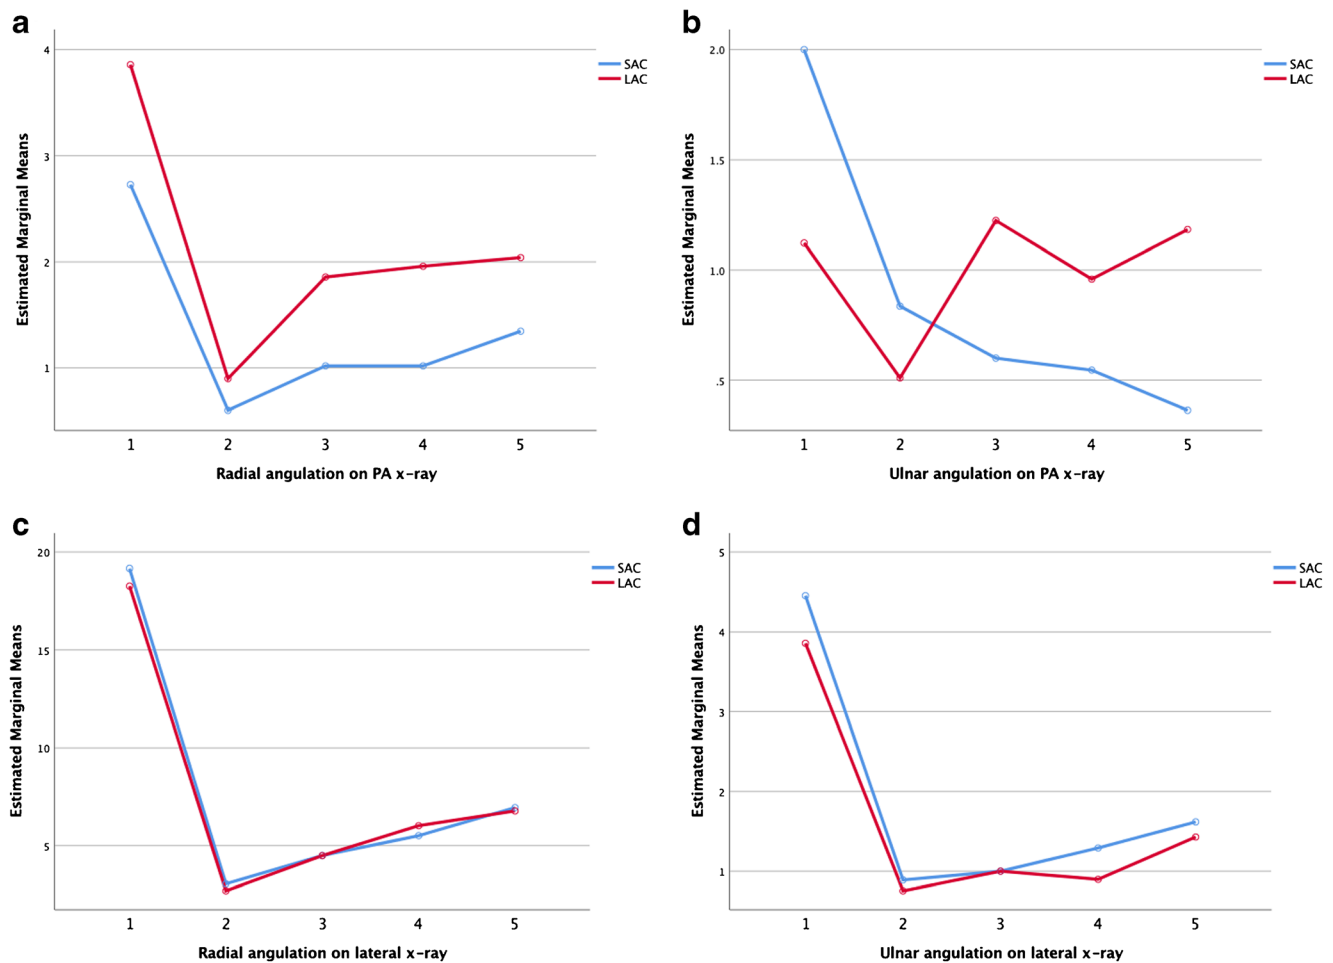 a
4
3
2
1
Estimated Marginal Means
1 2 3 4 5
Radial angulation on PA x-ray
SAC
LAC
b
2.0
1.5
1.0
.5
Estimated Marginal Means
1 2 3 4 5
Ulnar angulation on PA x-ray
SAC
LAC
c
20
15
10
5
Estimated Marginal Means
1 2 3 4 5
Radial angulation on lateral x-ray
SAC
LAC
d
5
4
3
2
1
Estimated Marginal Means
1 2 3 4 5
Ulnar angulation on lateral x-ray
SAC
LAC